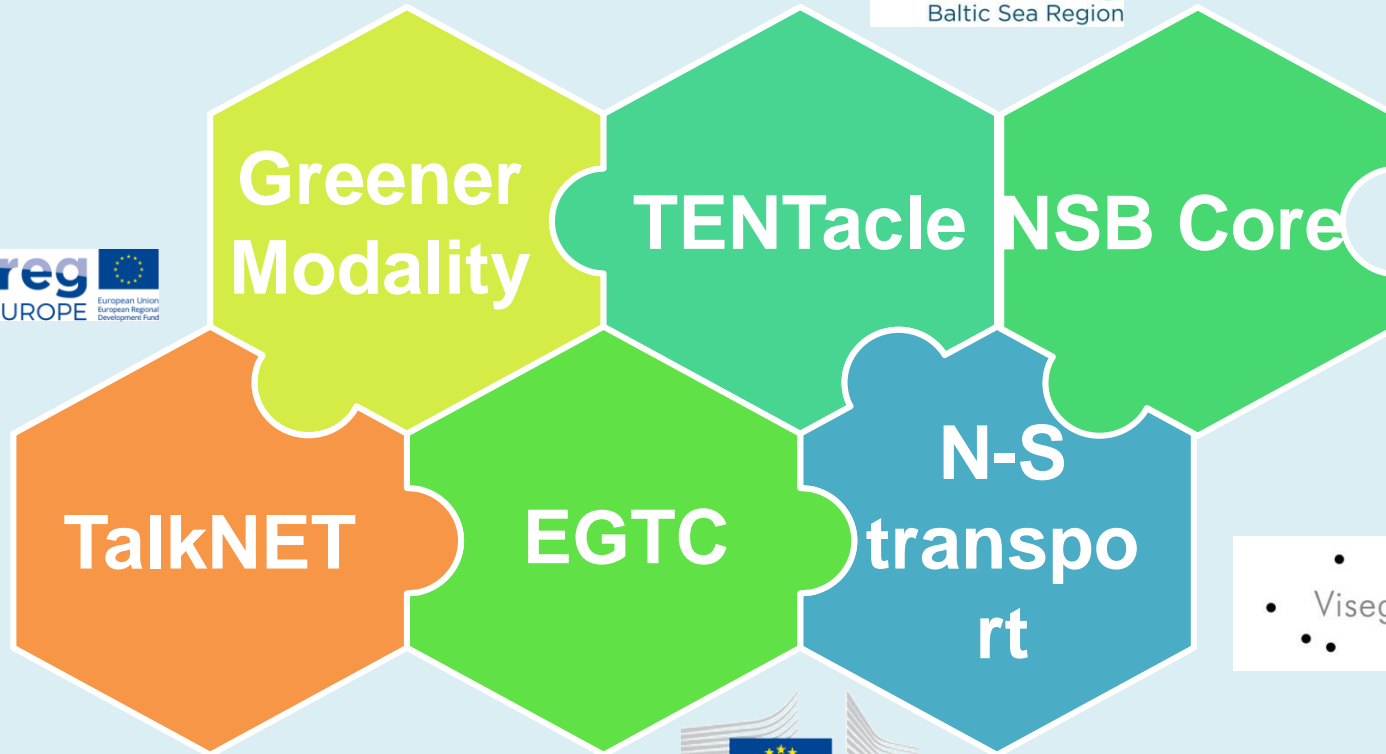 Baltic Sea Region
Greener
Modality
TENTacle
NSB Core
reg
UROPE
European Union
European Regional
Development Fund
TalkNET
EGTC
N-S
transpo
rt
Viseg